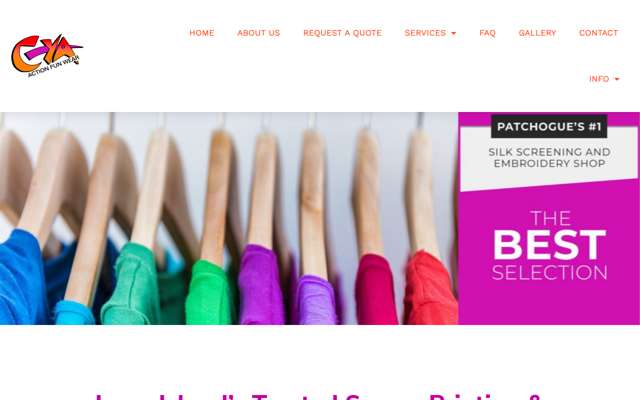 HOME
ABOUT US
REQUEST A QUOTE
SERVICES
FAQ
GALLERY
CONTACT
INFO
ACTION FUN WEAR
PATCHOGUE'S #1
SILK SCREENING AND
EMBROIDERY SHOP
THE
BEST
SELECTION